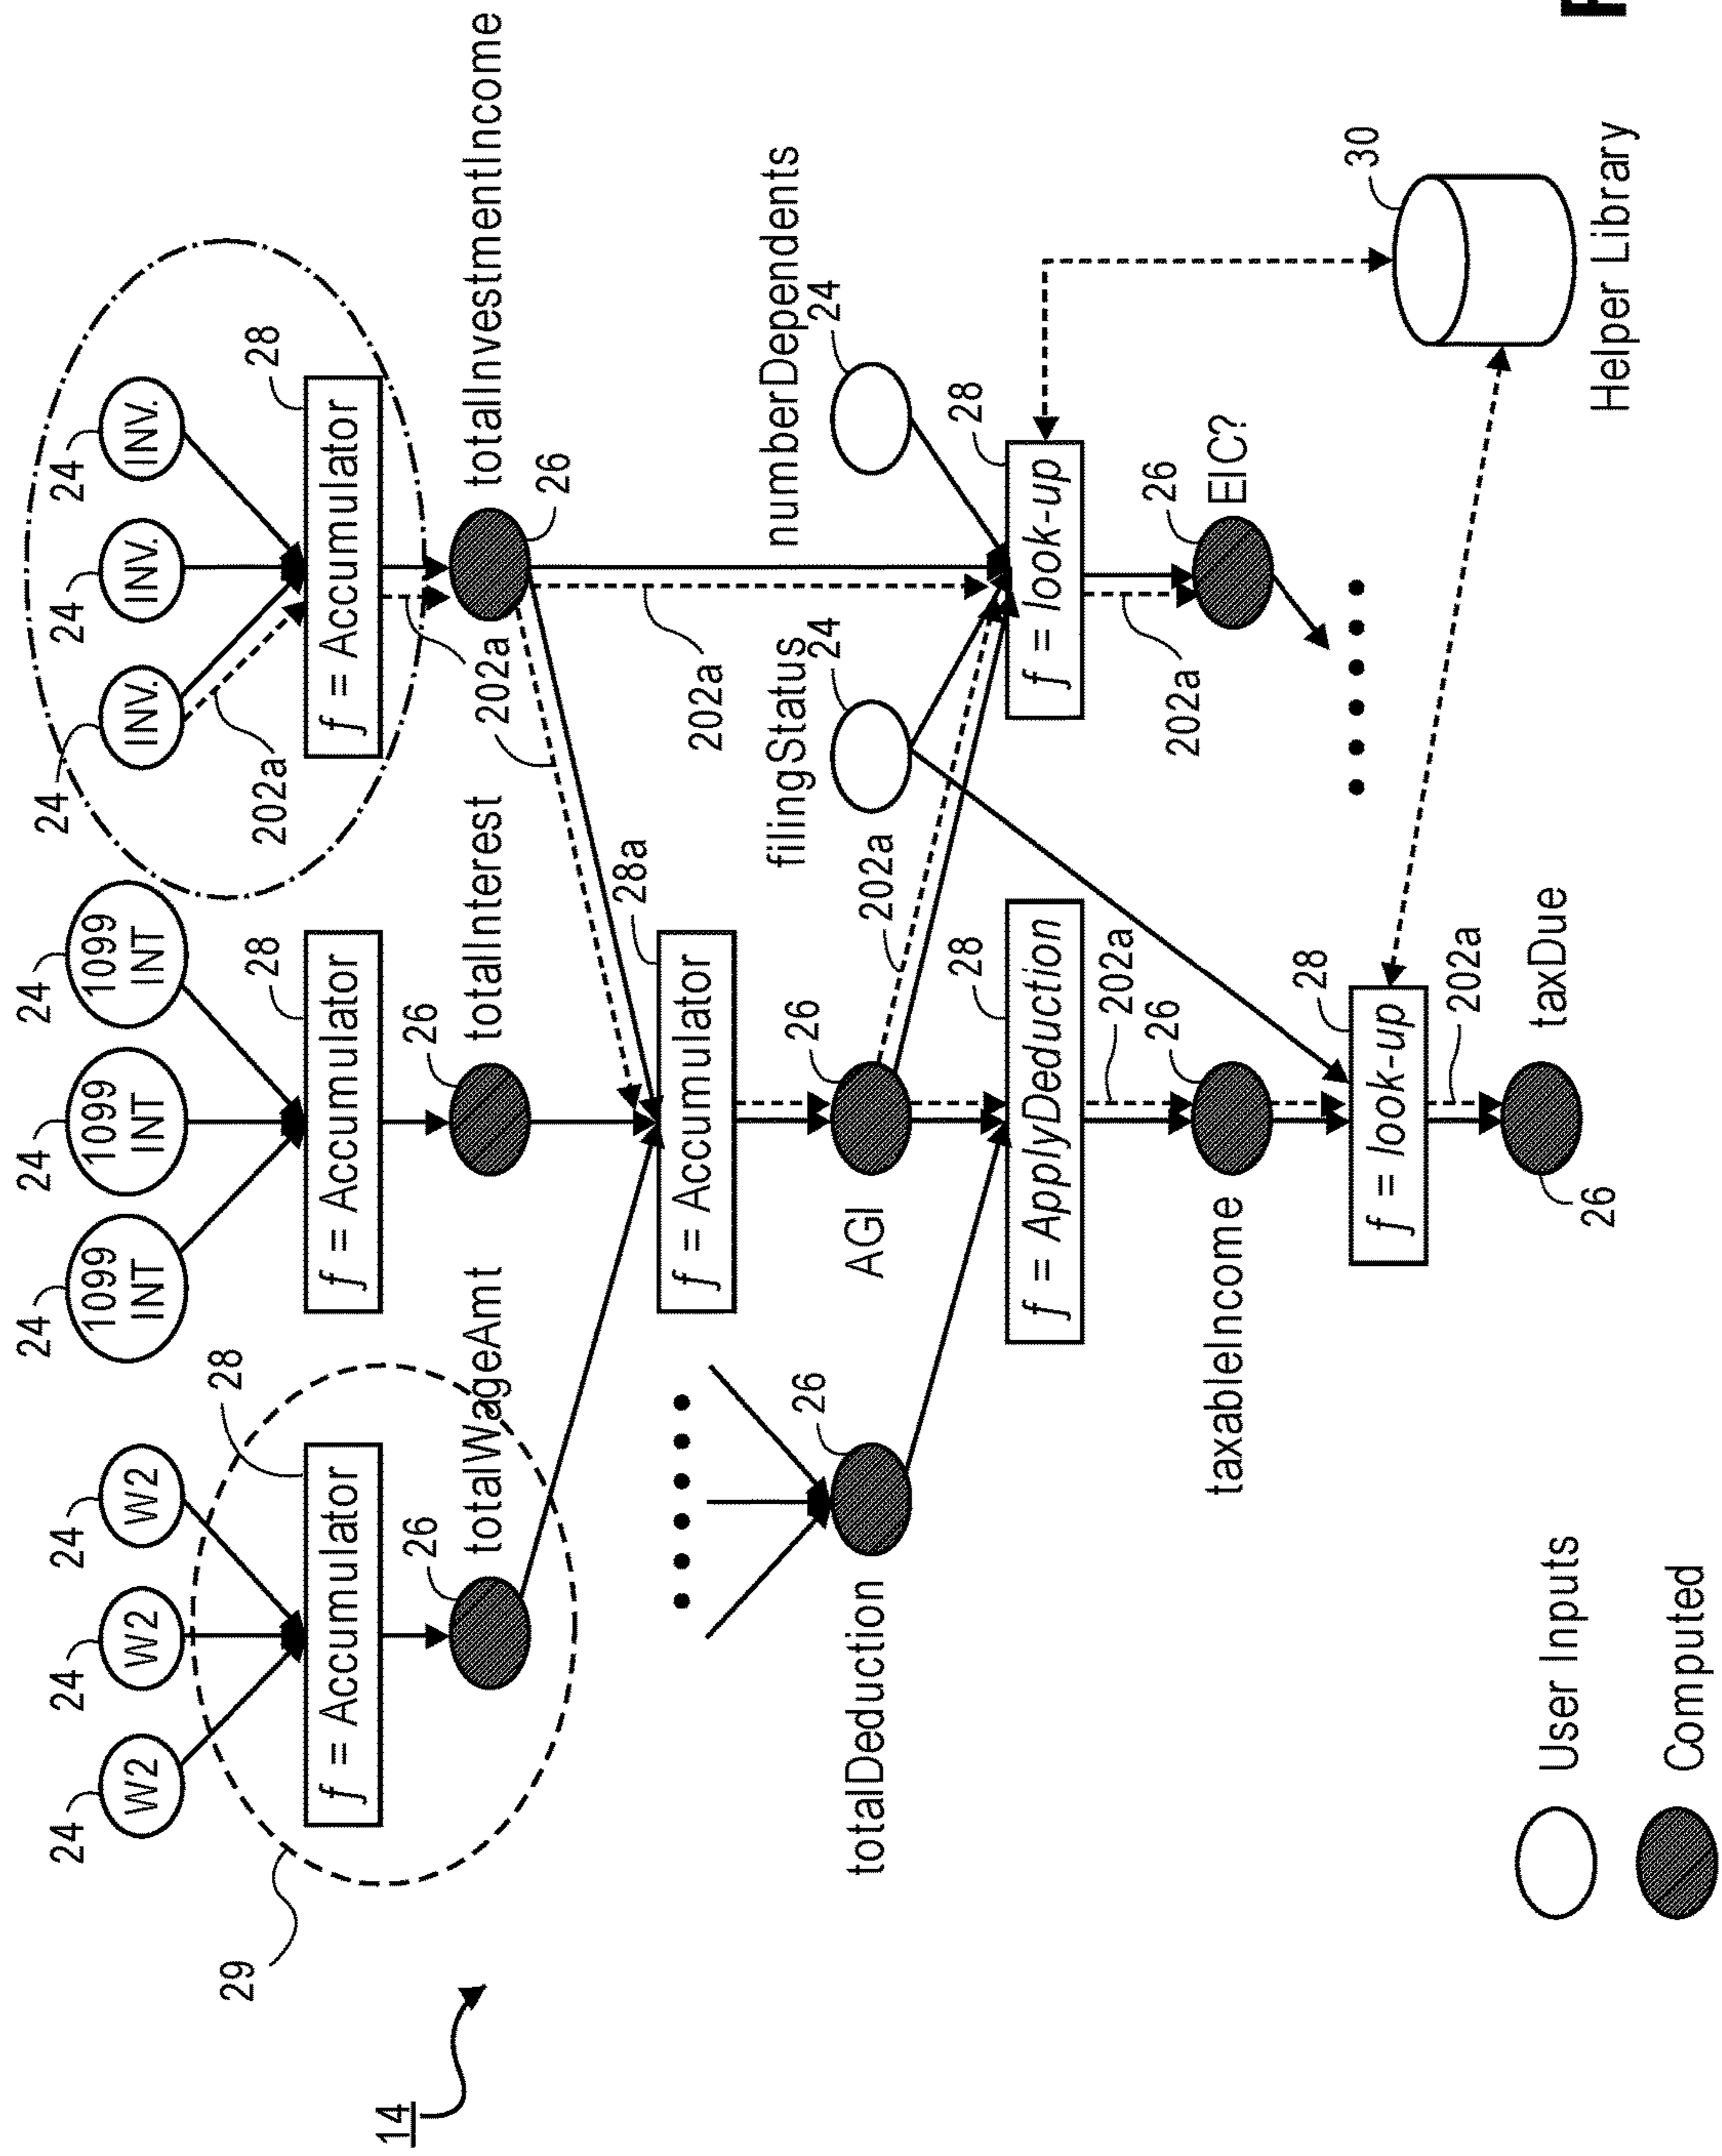 14
29
24
W2
24
W2
24
W2
28
f = Accumulator
26
totalWageAmt
24
1099
INT
24
1099
INT
24
1099
INT
28
f = Accumulator
26
totalInterest
24
INV.
24
INV.
24
INV.
202a
28
f = Accumulator
202a
totalInvestmentIncome
26
28a
f = Accumulator
202a
filingStatus
24
numberDependents
24
totalDeduction
26
AGI
26
202a
28
f = ApplyDeduction
202a
28
f = look-up
202a
26
EIC?
taxableIncome
26
28
f = look-up
202a
26
taxDue
30
Helper Library
User Inputs
Computed